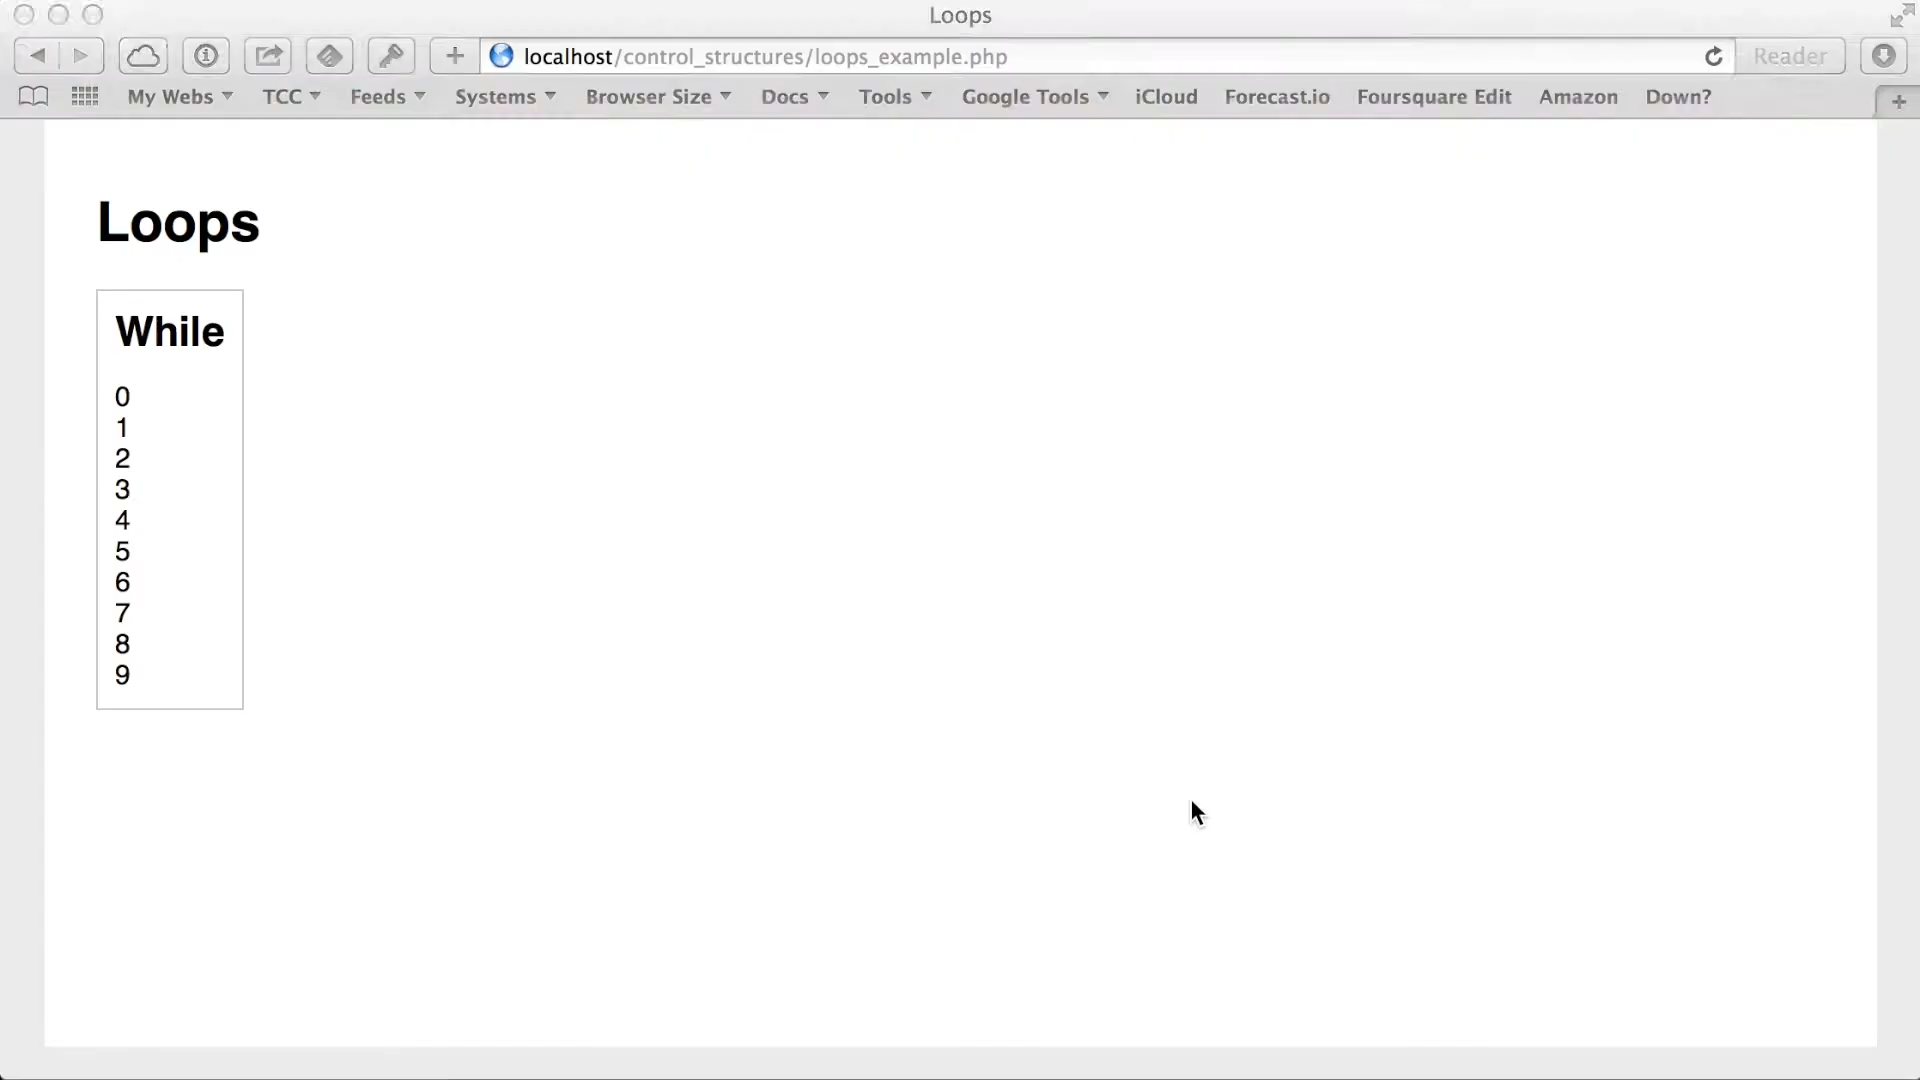 Loops
localhost/control_structures/loops_example.php
Reader
My Webs TCC Feeds Systems Browser Size Docs Tools Google Tools iCloud Forecast.io Foursquare Edit Amazon Down?
Loops
While
0
1
2
3
4
5
6
7
8
9